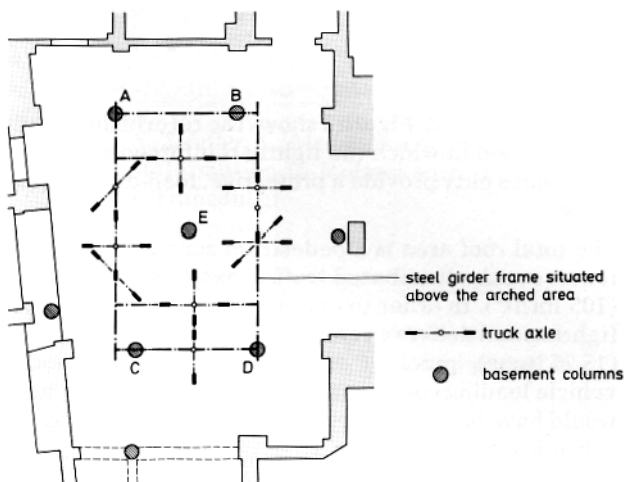 A
B
E
C
D
steel girder frame situated
above the arched area
truck axle
basement columns